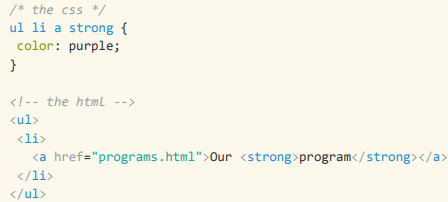 /* the css */
ul li a strong {
 color: purple;
}
<!-- the html -->
<ul>
 <li>
   <a href="programs.html">Our <strong>program</strong></a>
 </li>
</ul>